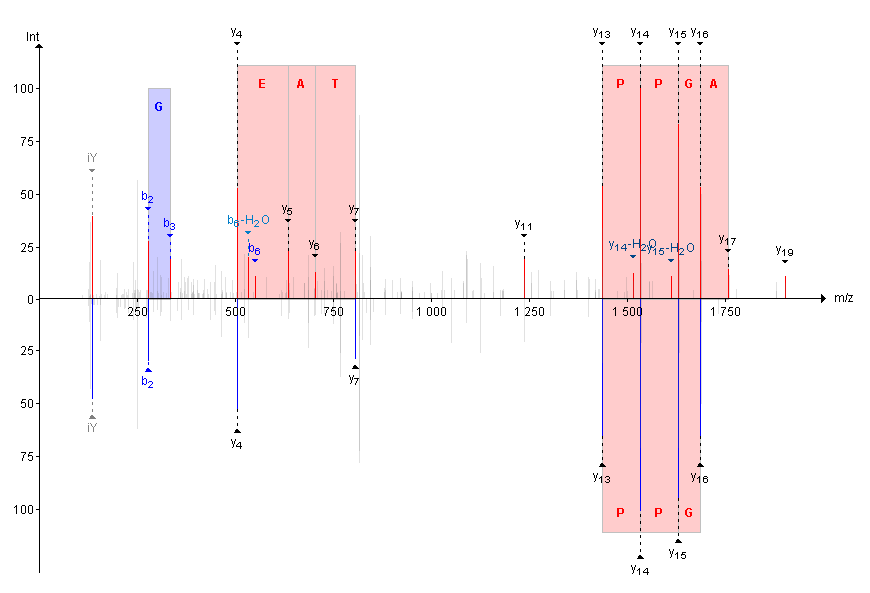 y4 y13 y14 y15 y16
Int
E A T P P G A
100
G
75
iY
50
b2
y5 y7
b6-H2O
b3
y11
y6
b6
y14-H2O y15-H2O
y17
25
y19
0
m/z
250 500 750 1 000 1 250 1 500 1 750
25
b2
y7
50
iY
y4
75
y13 y16
100
P P G
y15
y14